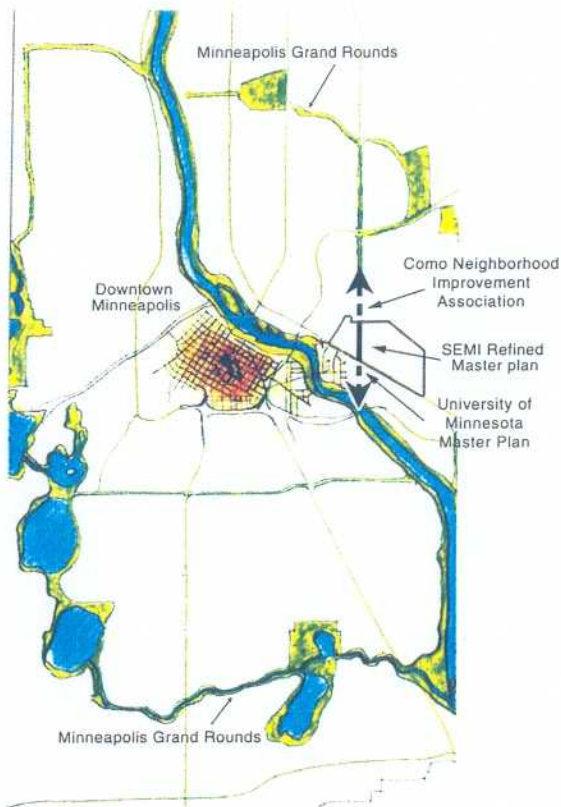 Minneapolis Grand Rounds
Downtown
Minneapolis
Como Neighborhood
Improvement
Association
SEMI Refined
Master plan
University of
Minnesota
Master Plan
Minneapolis Grand Rounds